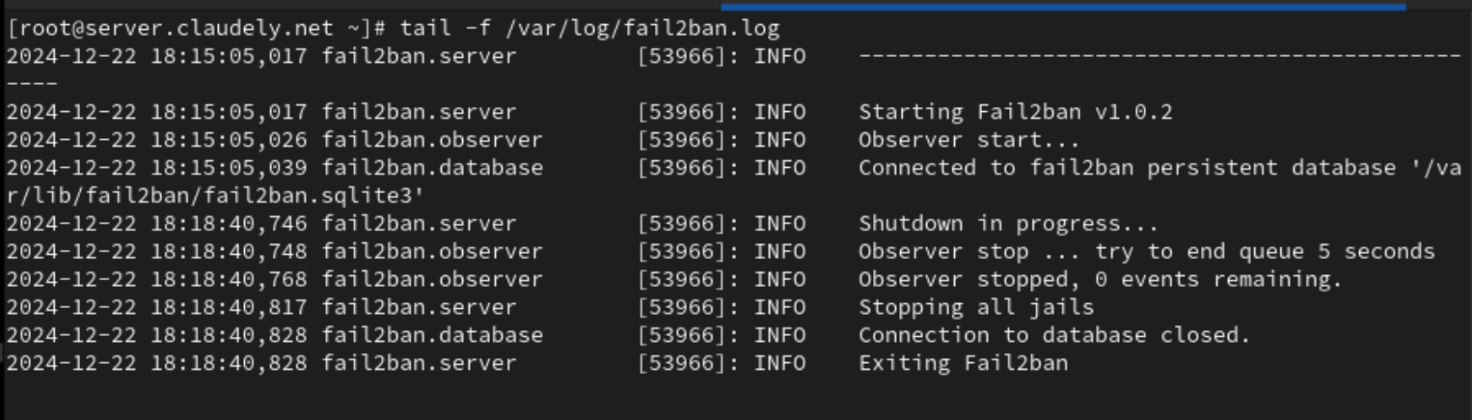 [root@server.claudely.net ~]# tail -f /var/log/fail2ban.log
2024-12-22 18:15:05,017 fail2ban.server         [53966]: INFO    ----------------------------------------------
----
2024-12-22 18:15:05,017 fail2ban.server         [53966]: INFO    Starting Fail2ban v1.0.2
2024-12-22 18:15:05,026 fail2ban.observer       [53966]: INFO    Observer start...
2024-12-22 18:15:05,039 fail2ban.database       [53966]: INFO    Connected to fail2ban persistent database '/va
r/lib/fail2ban/fail2ban.sqlite3'
2024-12-22 18:18:40,746 fail2ban.server         [53966]: INFO    Shutdown in progress...
2024-12-22 18:18:40,748 fail2ban.observer       [53966]: INFO    Observer stop ... try to end queue 5 seconds
2024-12-22 18:18:40,768 fail2ban.observer       [53966]: INFO    Observer stopped, 0 events remaining.
2024-12-22 18:18:40,817 fail2ban.server         [53966]: INFO    Stopping all jails
2024-12-22 18:18:40,828 fail2ban.database       [53966]: INFO    Connection to database closed.
2024-12-22 18:18:40,828 fail2ban.server         [53966]: INFO    Exiting Fail2ban